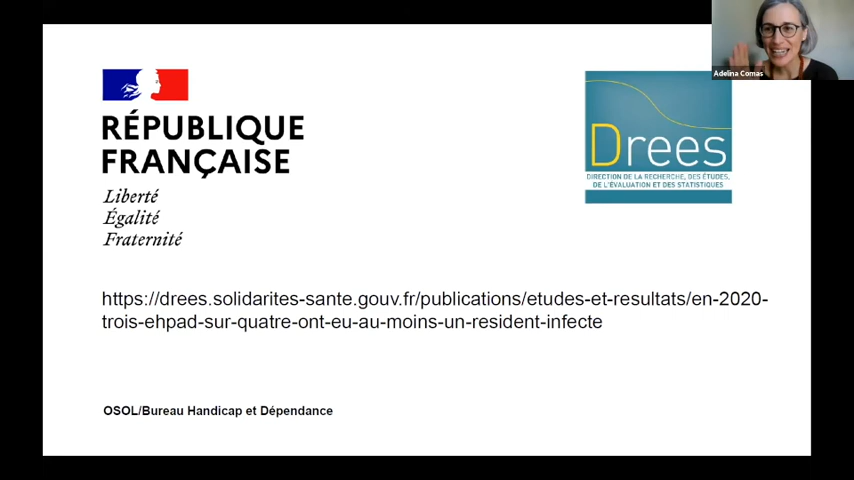 Adelina Comas
RÉPUBLIQUE
FRANÇAISE
Liberté
Égalité
Fraternité
Drees
DIRECTION DE LA RECHERCHE, DES ÉTUDES,
DE L'ÉVALUATION ET DES STATISTIQUES
https://drees.solidarites-sante.gouv.fr/publications/etudes-et-resultats/en-2020-
trois-ehpad-sur-quatre-ont-eu-au-moins-un-resident-infecte
OSOL/Bureau Handicap et Dépendance